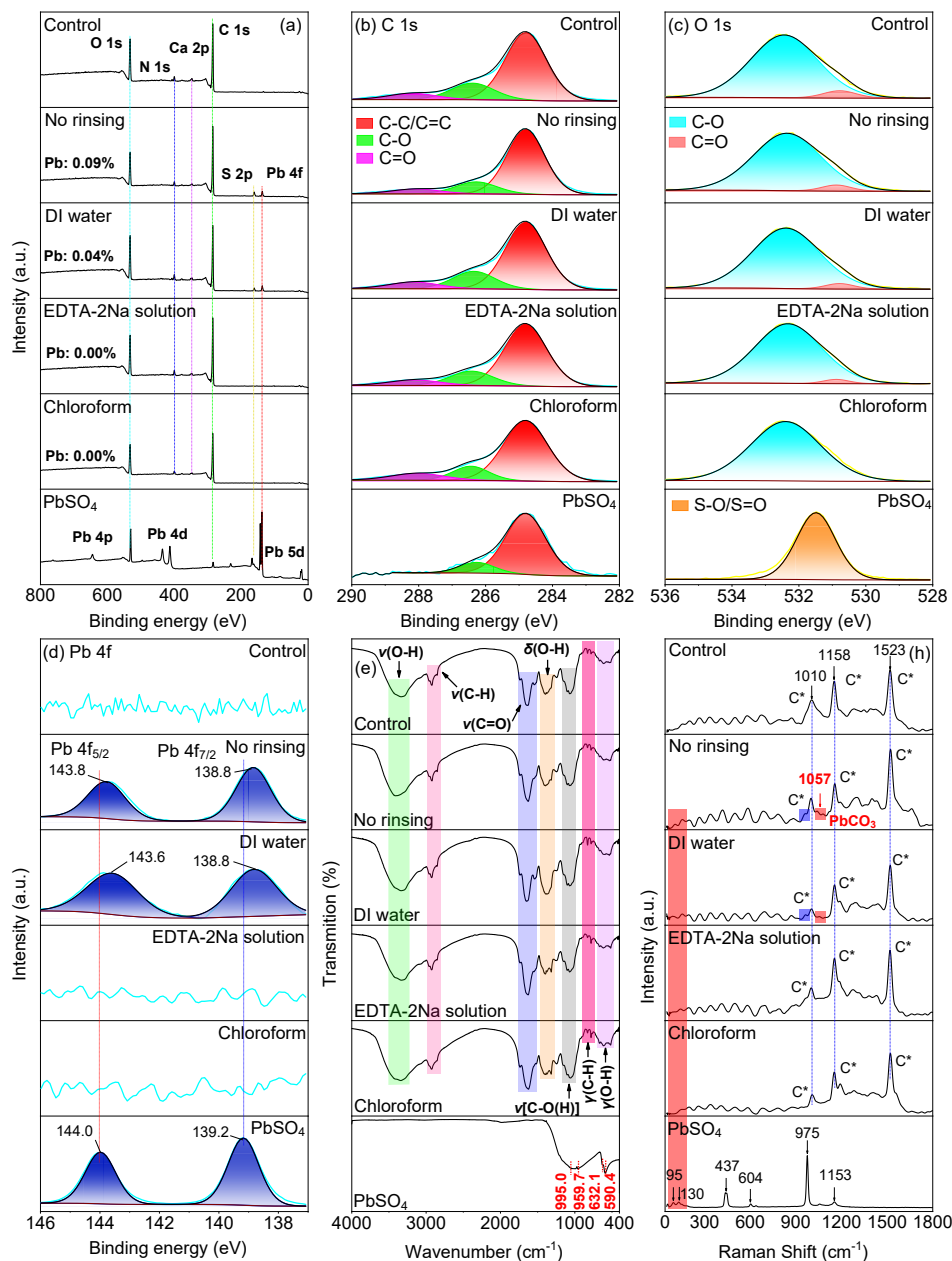 Control
(a)
O 1s
Ca 2p
C 1s
N 1s
No rinsing
Pb: 0.09%
S 2p
Pb 4f
DI water
Pb: 0.04%
EDTA-2Na solution
Pb: 0.00%
Chloroform
Pb: 0.00%
PbSO4
Pb 4p
Pb 4d
Pb 5d
800 600 400 200 0
Binding energy (eV)
Intensity (a.u.)
(b) C 1s
Control
No rinsing
C-C/C=C
C-O
C=O
DI water
EDTA-2Na solution
Chloroform
PbSO4
290 288 286 284 282
Binding energy (eV)
(c) O 1s
Control
C-O
No rinsing
C=O
DI water
EDTA-2Na solution
Chloroform
PbSO4
S-O/S=O
536 534 532 530 528
Binding energy (eV)
(d) Pb 4f
Control
Pb 4f5/2
Pb 4f7/2
No rinsing
143.8
138.8
DI water
143.6
138.8
EDTA-2Na solution
Chloroform
PbSO4
144.0
139.2
146 144 142 140 138
Binding energy (eV)
Intensity (a.u.)
(e)
ν(O-H)
δ(O-H)
ν(C-H)
ν(C=O)
Control
No rinsing
DI water
EDTA-2Na solution
γ(C-H)
γ(O-H)
Chloroform
ν[C-O(H)]
995.0
959.7
632.1
590.4
PbSO4
4000 3000 2000 1000 400
Wavenumber (cm-1)
Transmition (%)
Control
(h)
1523
1158
1010
C*
C*
C*
No rinsing
C*
1057
C*
C*
PbCO3
DI water
C*
C*
EDTA-2Na solution
C*
C*
C*
Chloroform
C*
C*
C*
PbSO4
975
437
95
604
1153
130
0 300 600 900 1200 1500 1800
Raman Shift (cm-1)
Intensity (a.u.)